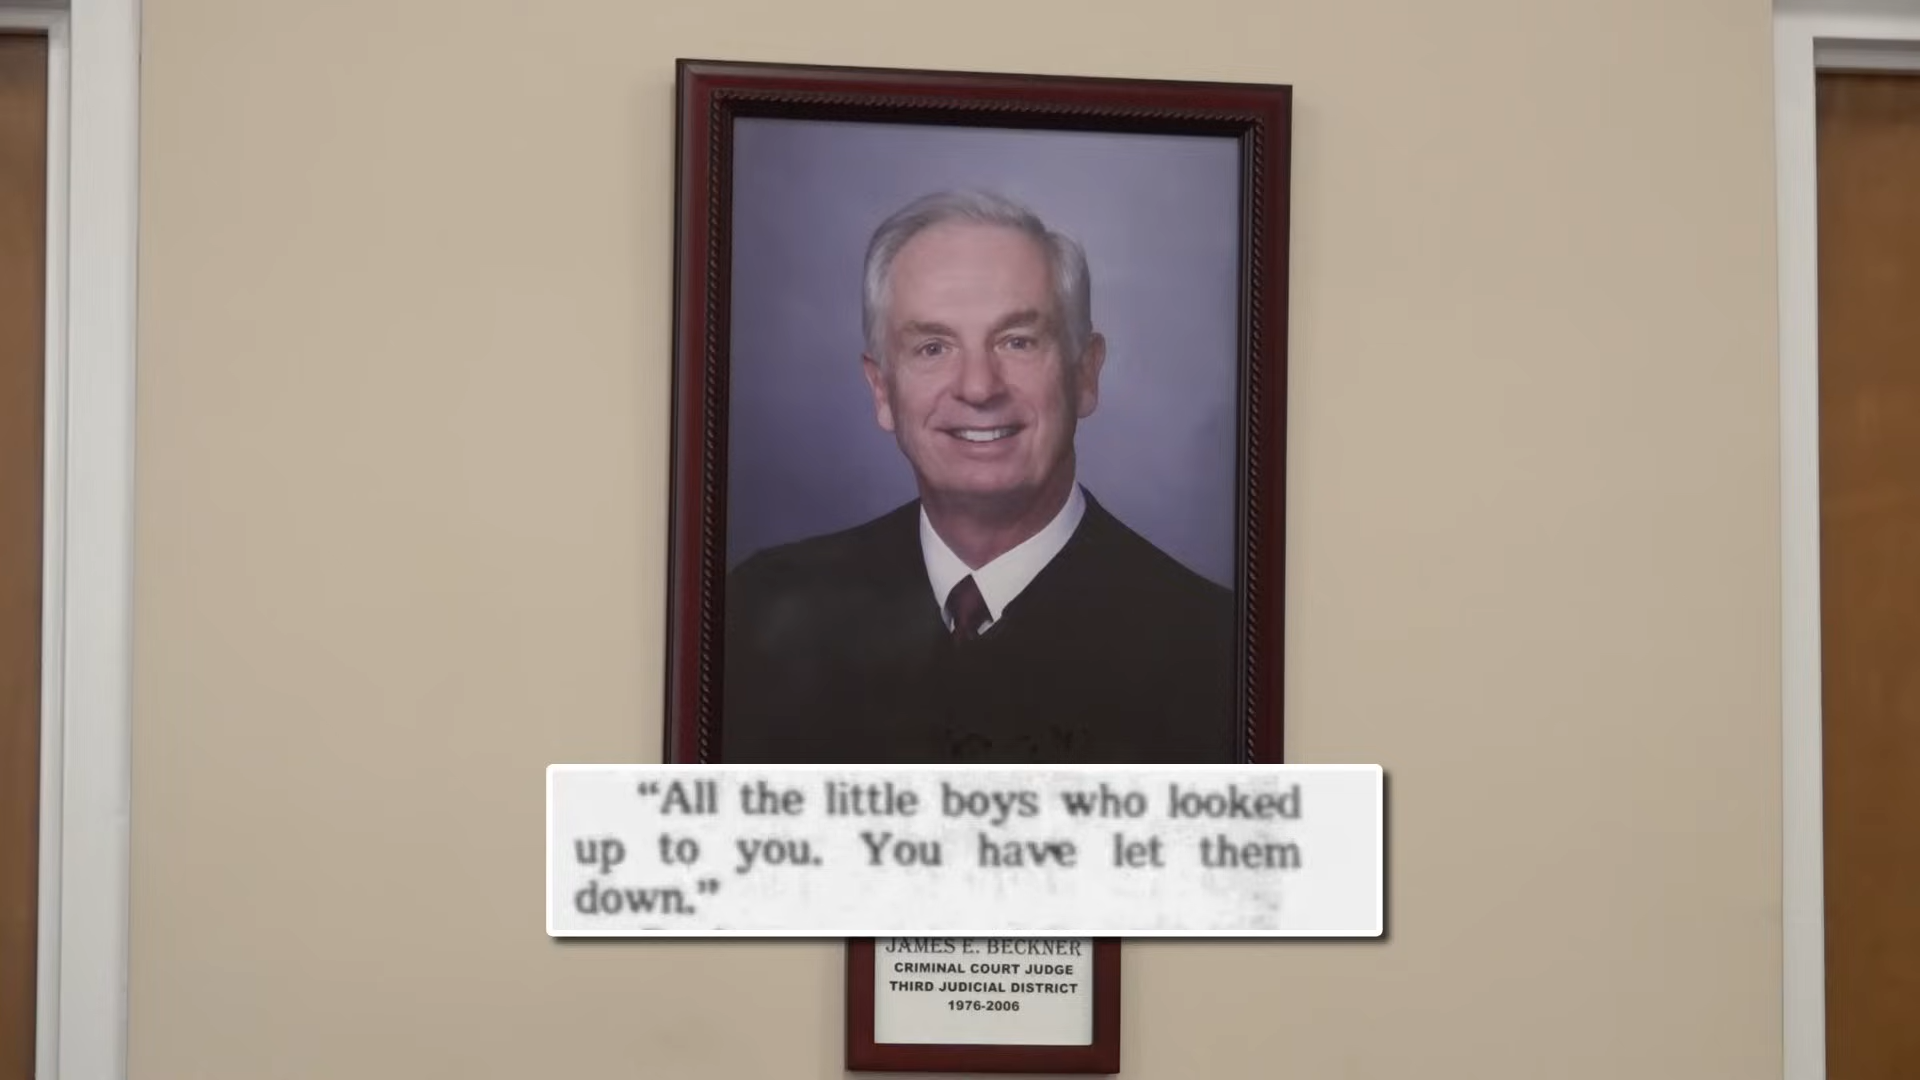 “All the little boys who looked
up to you. You have let them
down.”
JAMES E. BECKNER
CRIMINAL COURT JUDGE
THIRD JUDICIAL DISTRICT
1976-2006